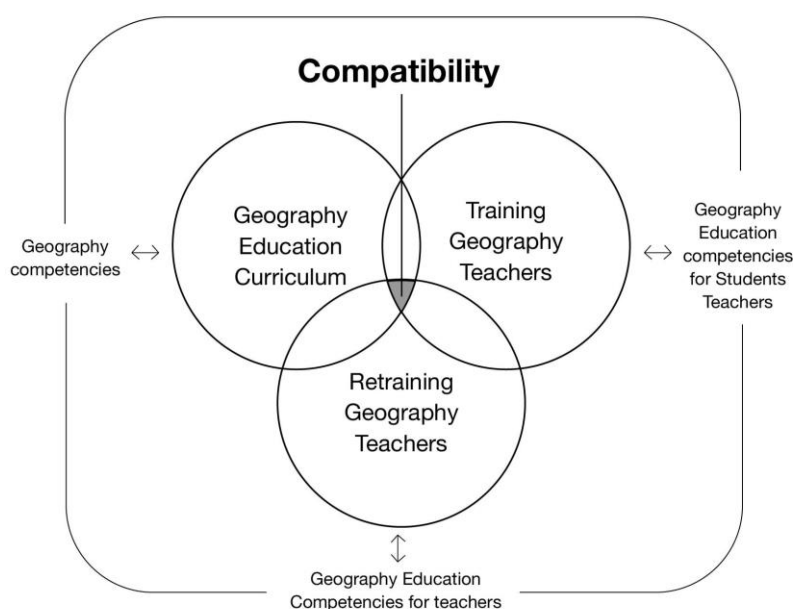 Compatibility
Geography
Education
Curriculum
Training
Geography
Teachers
Retraining
Geography
Teachers
Geography
competencies
Geography
Education
competencies
for Students
Teachers
Geography Education
Competencies for teachers